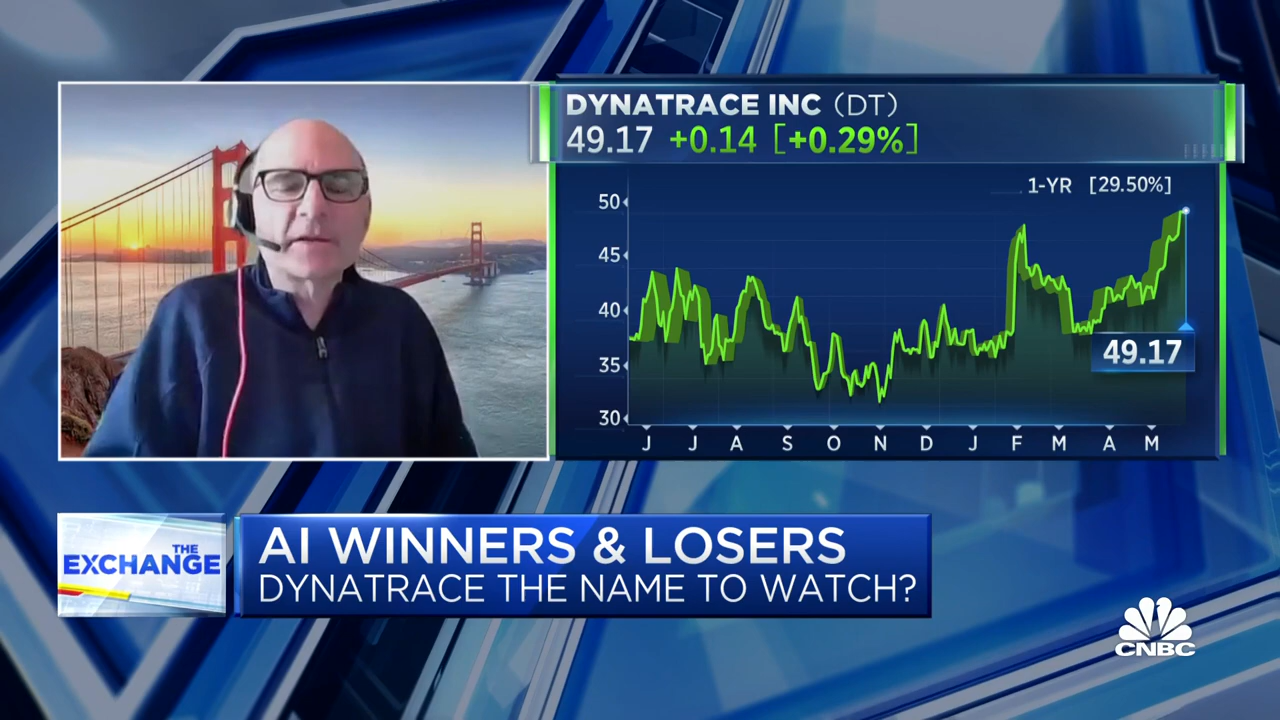 DYNATRACE INC (DT)
49.17 +0.14 [+0.29%]
1-YR [29.50%]
50
45
40
35
30
49.17
J J A S O N D J F M A M
THE
EXCHANGE
AI WINNERS & LOSERS
DYNATRACE THE NAME TO WATCH?
CNBC